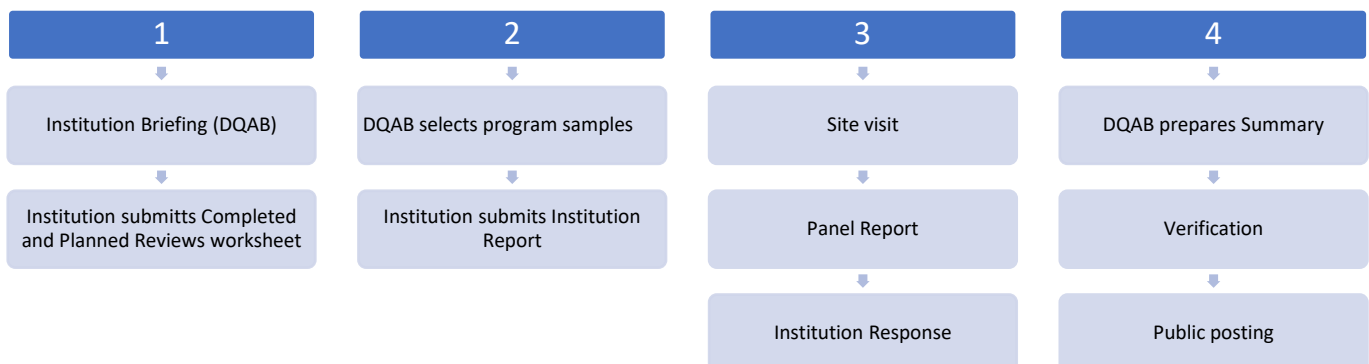 1
Institution Briefing (DQAB)
Institution submitts Completed
and Planned Reviews worksheet
2
DQAB selects program samples
Institution submits Institution
Report
3
Site visit
Panel Report
Institution Response
4
DQAB prepares Summary
Verification
Public posting